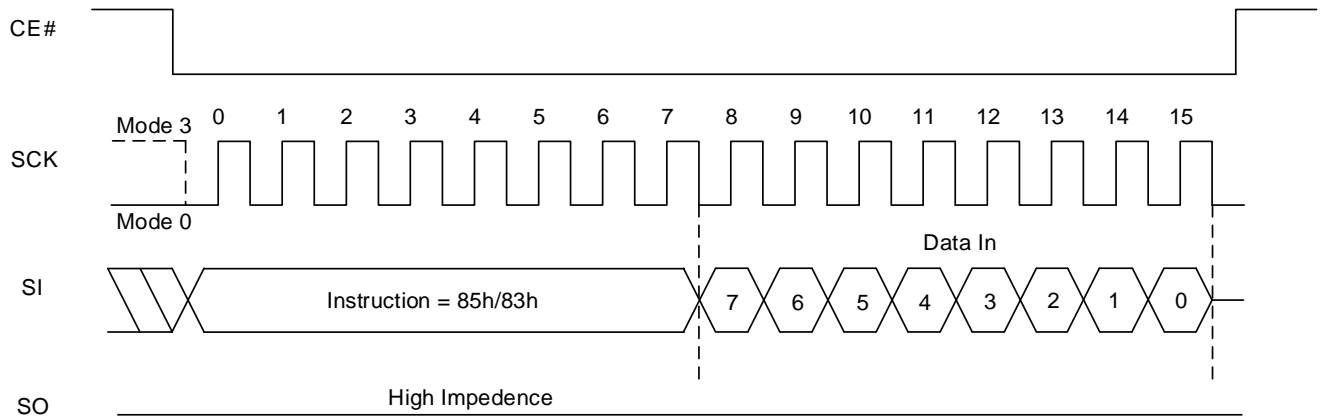 CE#
0 1 2 3 4 5 6 7 8 9 10 11 12 13 14 15
Mode 3
SCK
Mode 0
Data In
SI
Instruction = 85h/83h
7 6 5 4 3 2 1 0
High Impedence
SO